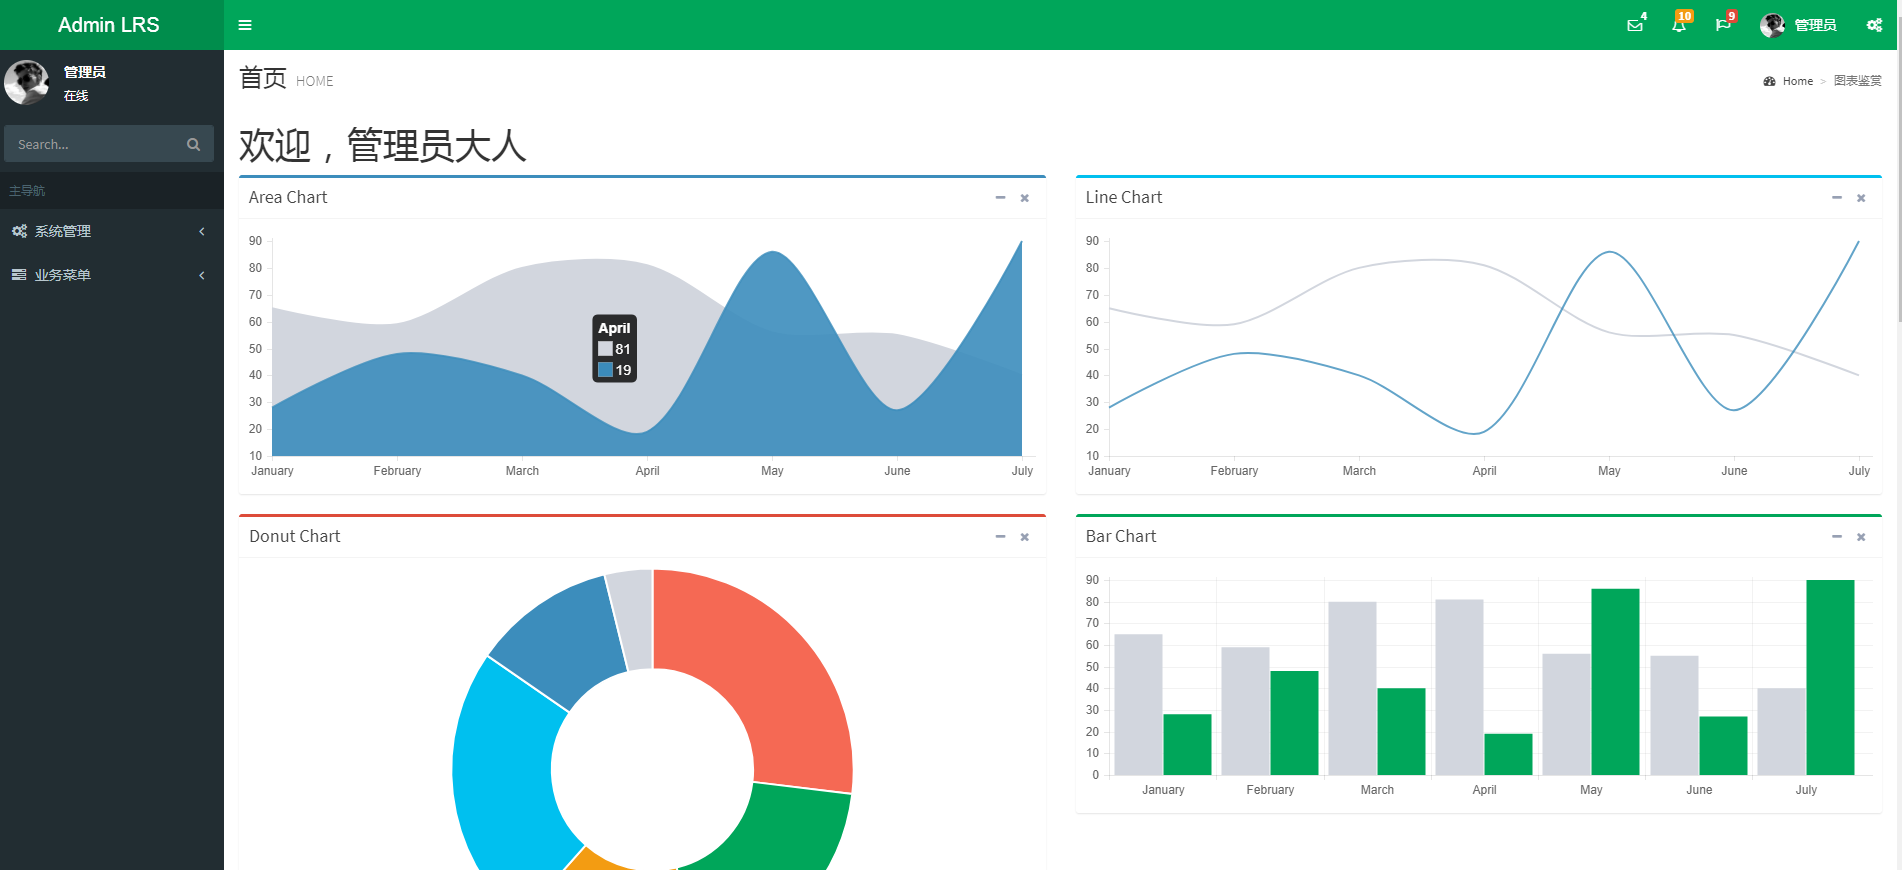 Admin LRS
4
10
9
管理员
管理员
在线
Search...
主导航
系统管理
业务菜单
首页 HOME
Home > 图表鉴赏
欢迎，管理员大人
Area Chart
90
80
70
60
50
40
30
20
10
January February March April May June July
April
81
19
Line Chart
90
80
70
60
50
40
30
20
10
January February March April May June July
Donut Chart
Bar Chart
90
80
70
60
50
40
30
20
10
0
January February March April May June July